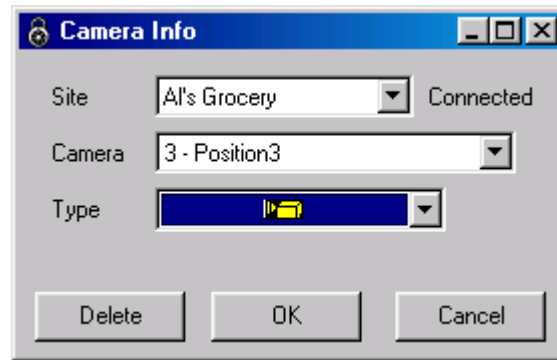 Camera Info
Site Al's Grocery Connected
Camera 3 - Position3
Type
Delete OK Cancel